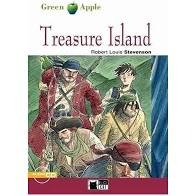 Green Apple
Treasure Island
Robert Louis Stevenson